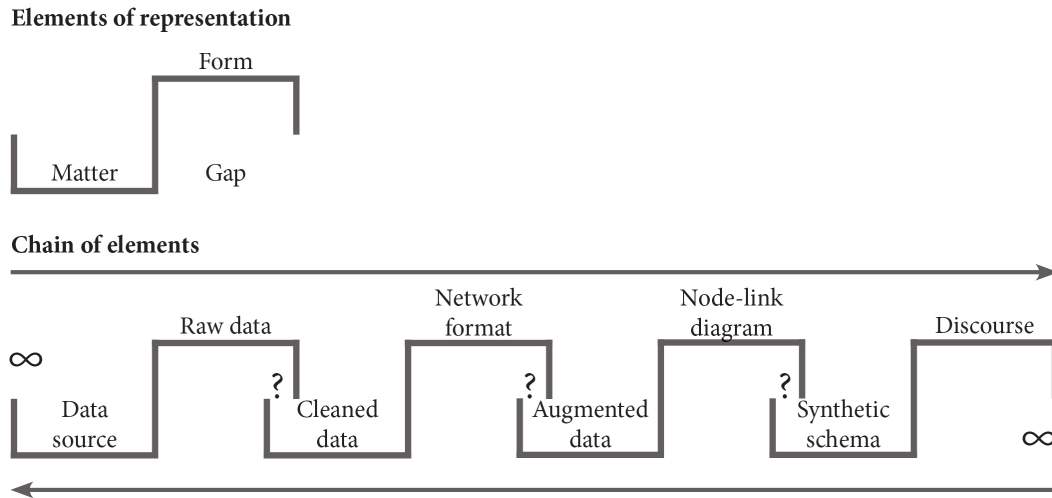 Elements of representation
Form
Matter
Gap
Chain of elements
Network
format
Node-link
diagram
Raw data
Discourse
∞
?
?
?
Data
source
Cleaned
data
Augmented
data
Synthetic
schema
∞